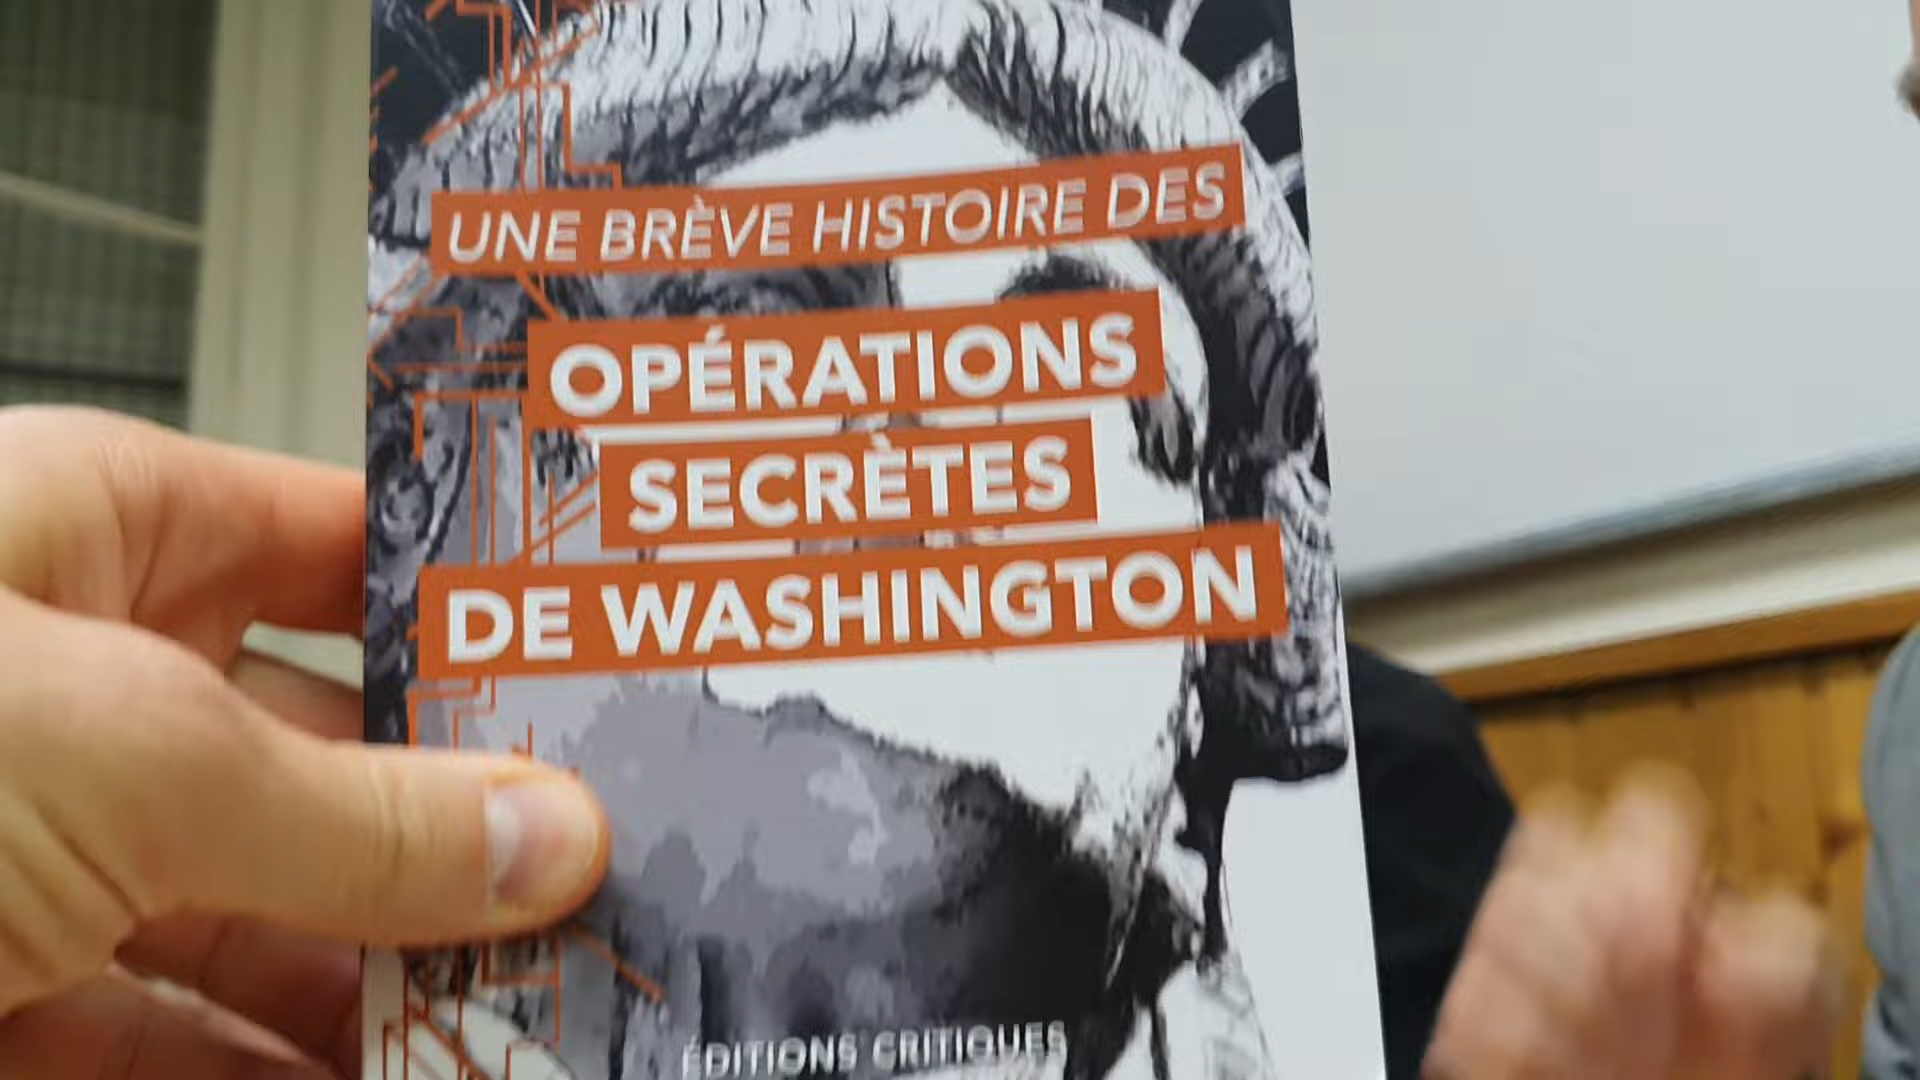 UNE BRÈVE HISTOIRE DES
OPÉRATIONS
SECRÈTES
DE WASHINGTON
ÉDITIONS CRITIQUES